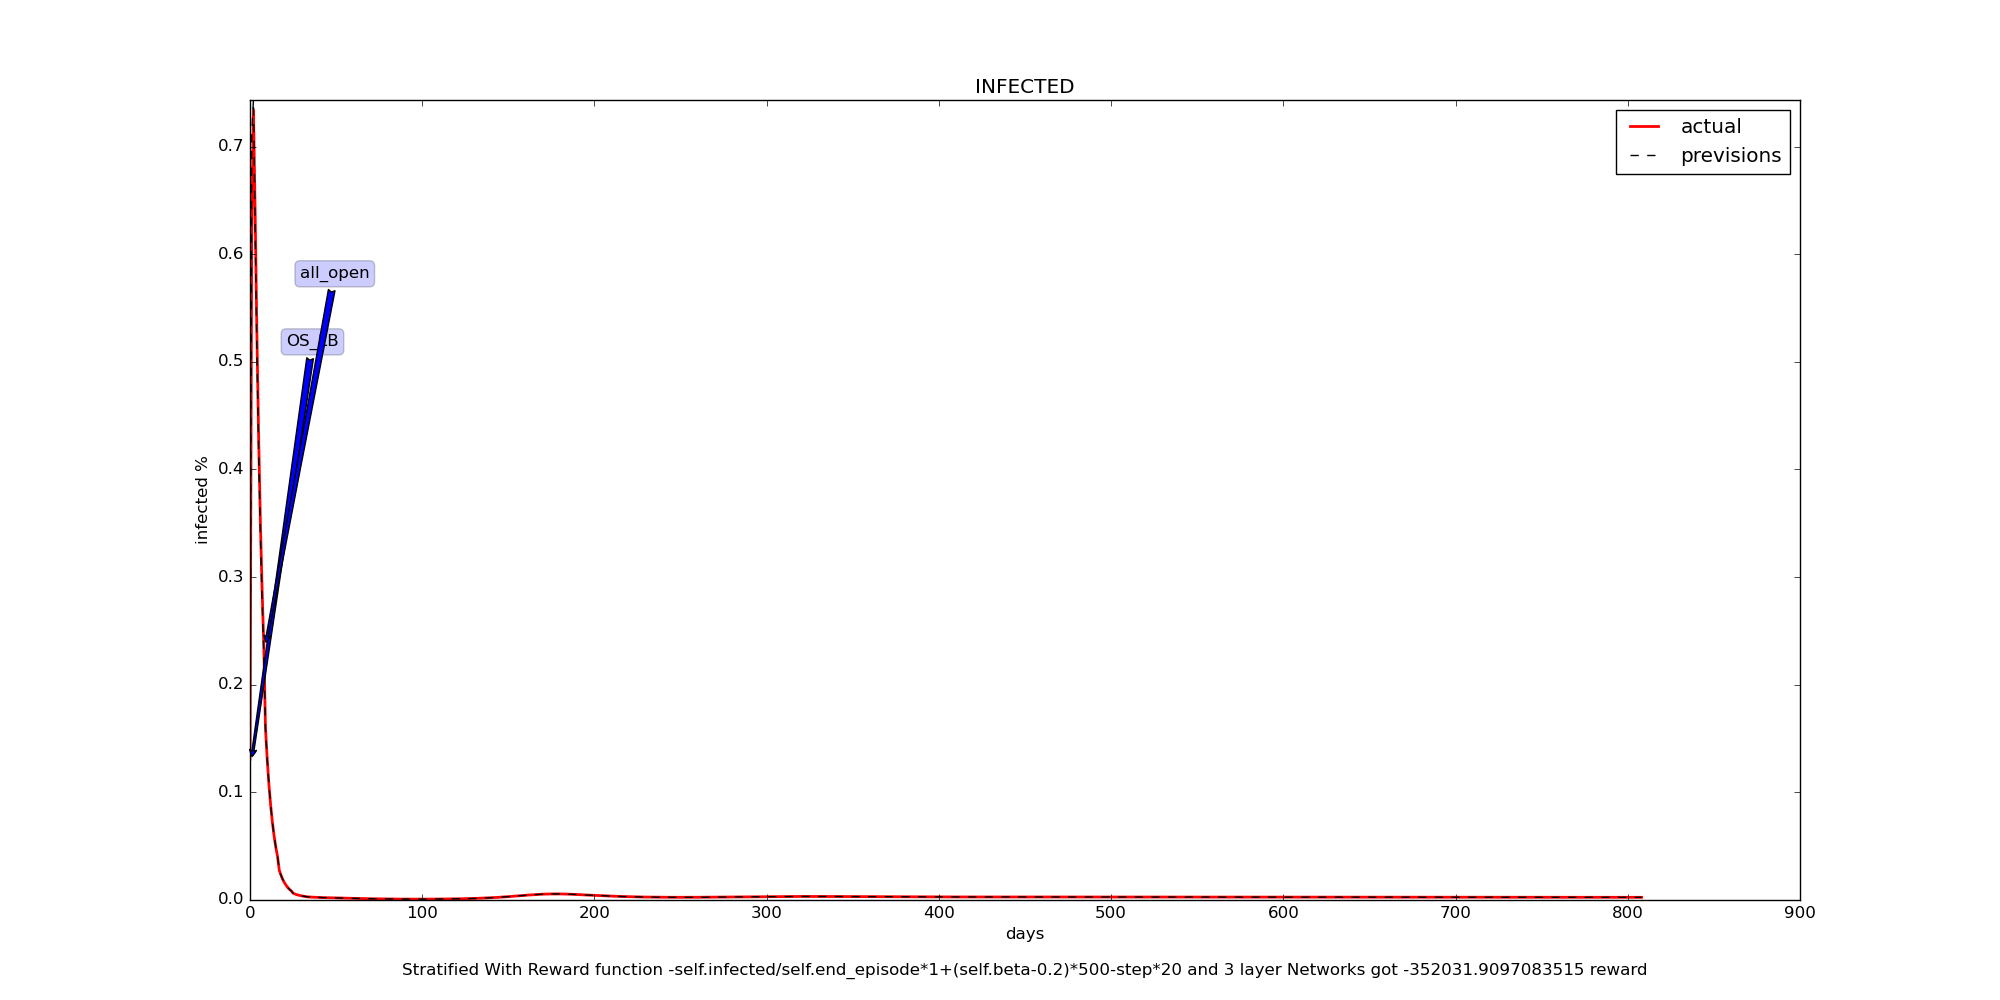 INFECTED
actual
previsions
all_open
0.7
0.6
0.5
0.4
0.3
0.2
0.1
0.0
infected %
0 100 200 300 400 500 600 700 800 900
days
Stratified With Reward function -self.infected/self.end_episode*1+(self.beta-0.2)*500-step*20 and 3 layer Networks got -352031.9097083515 reward